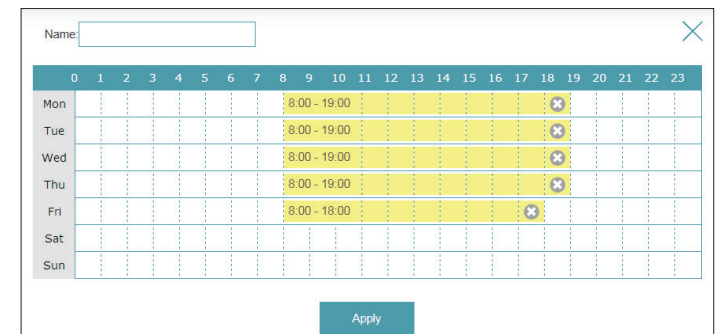 Name:
0 1 2 3 4 5 6 7 8 9 10 11 12 13 14 15 16 17 18 19 20 21 22 23
Mon 8:00 - 19:00
Tue 8:00 - 19:00
Wed 8:00 - 19:00
Thu 8:00 - 19:00
Fri 8:00 - 18:00
Sat
Sun
Apply